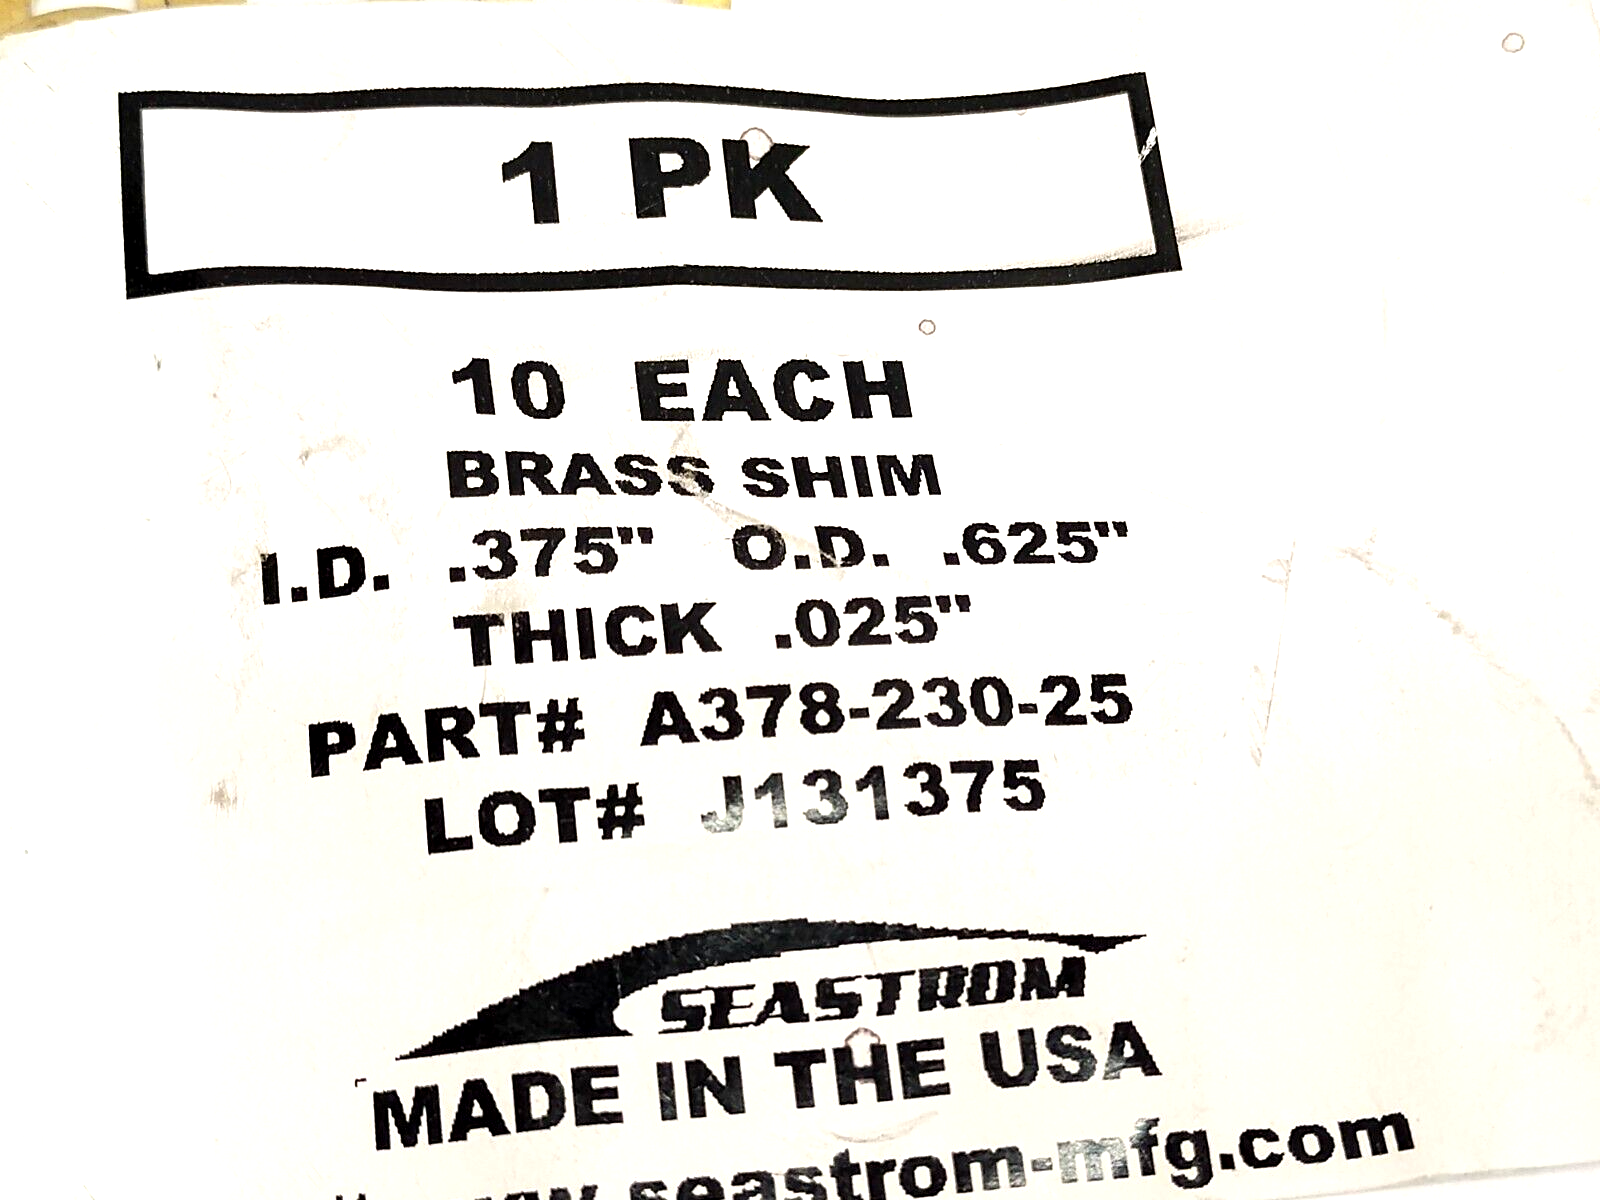 1 PK
10 EACH
BRASS SHIM
I.D. .375" O.D. .625"
THICK .025"
PART# A378-230-25
LOT# J131375
SEASTROM
MADE IN THE USA
seastrom-mfg.com